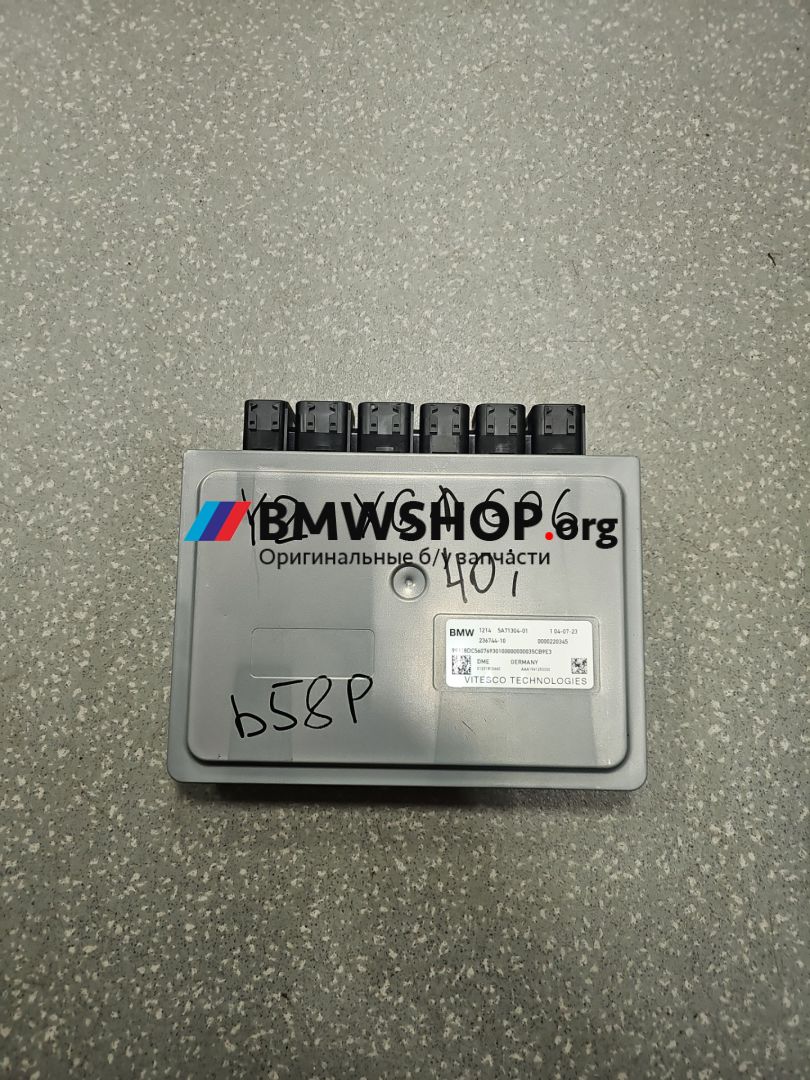 BMWSHOP.org
Оригинальные б/у запчасти
40i
BMW 1214 5A71304-01 1 04-07-23
236744-10 0000220345
DME GERMANY
VITESCO TECHNOLOGIES
b58P